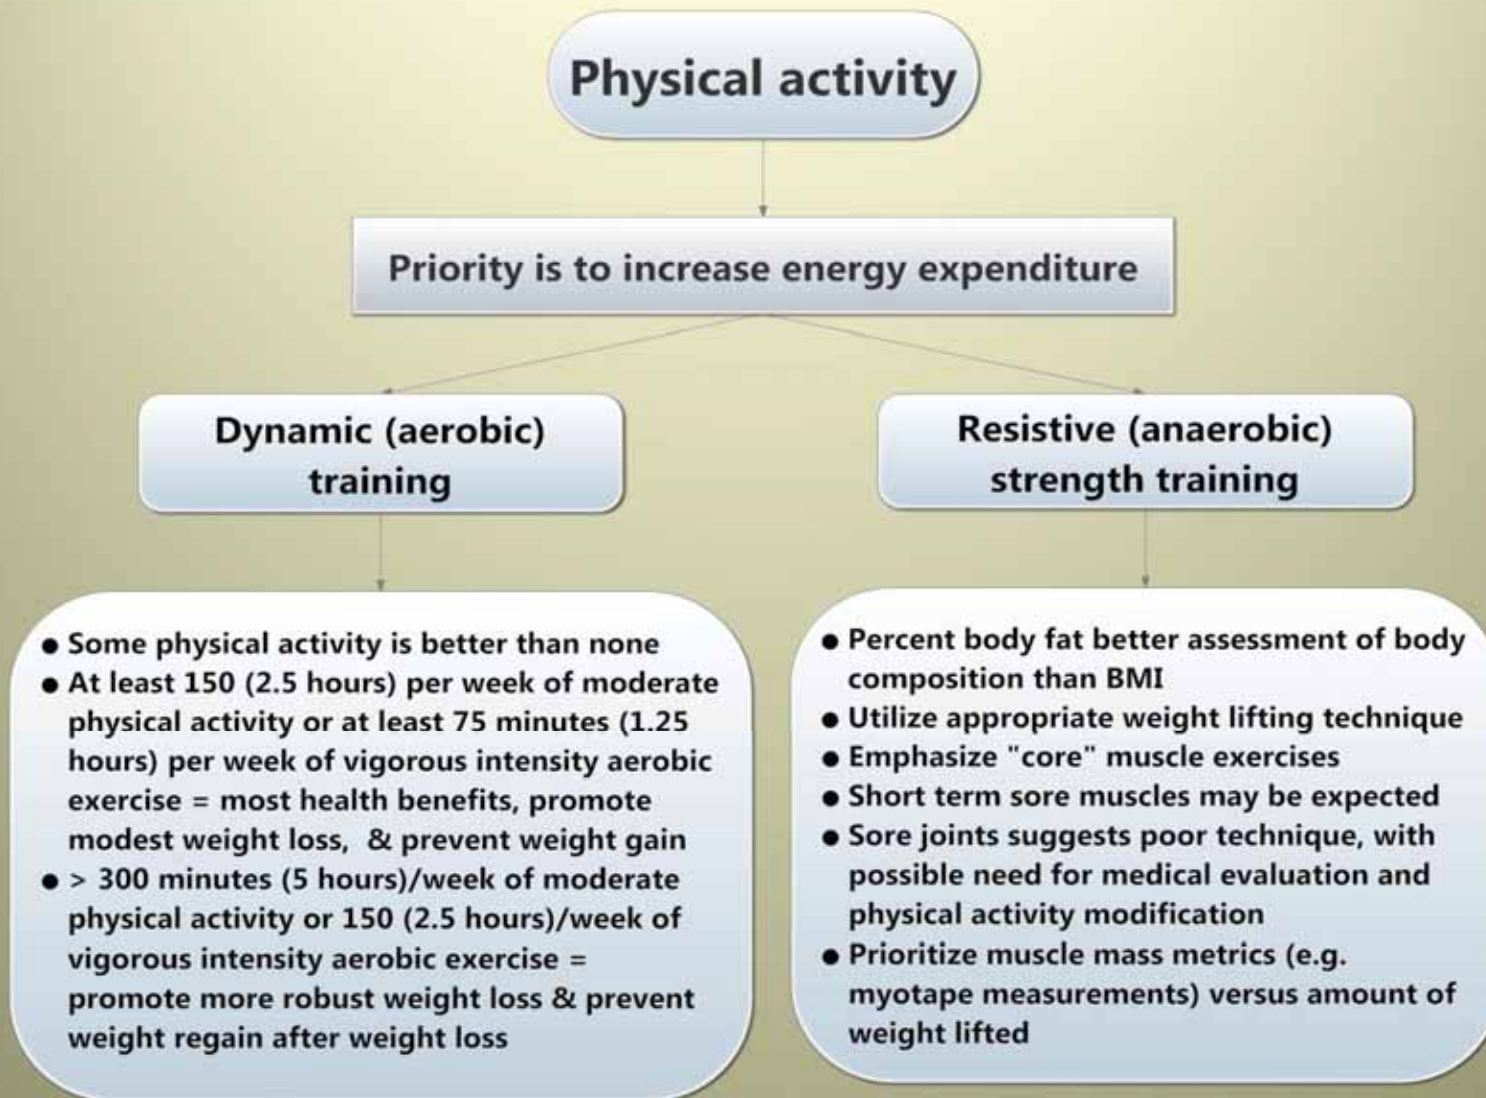 Physical activity
Priority is to increase energy expenditure
Dynamic (aerobic)
training
● Some physical activity is better than none
● At least 150 (2.5 hours) per week of moderate
physical activity or at least 75 minutes (1.25
hours) per week of vigorous intensity aerobic
exercise = most health benefits, promote
modest weight loss,  & prevent weight gain
● > 300 minutes (5 hours)/week of moderate
physical activity or 150 (2.5 hours)/week of
vigorous intensity aerobic exercise =
promote more robust weight loss & prevent
weight regain after weight loss
Resistive (anaerobic)
strength training
● Percent body fat better assessment of body
composition than BMI
● Utilize appropriate weight lifting technique
● Emphasize "core" muscle exercises
● Short term sore muscles may be expected
● Sore joints suggests poor technique, with
possible need for medical evaluation and
physical activity modification
● Prioritize muscle mass metrics (e.g.
myotape measurements) versus amount of
weight lifted